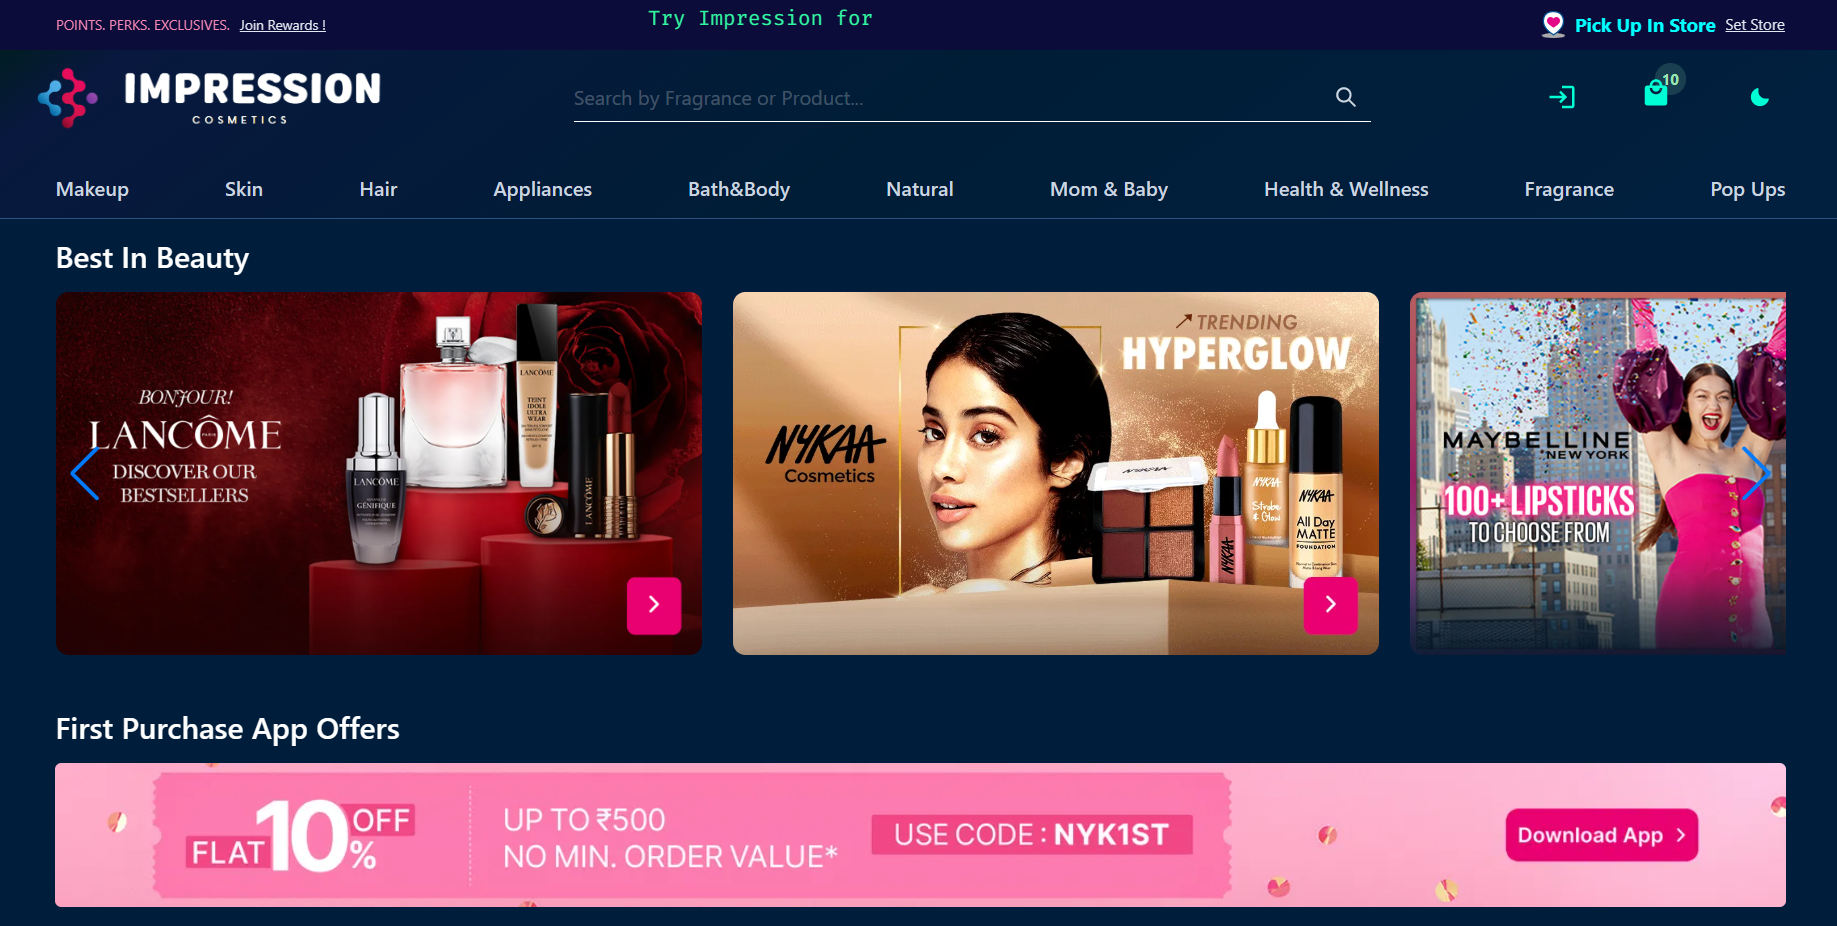 POINTS. PERKS. EXCLUSIVES. Join Rewards !
Try Impression for
Pick Up In Store Set Store
IMPRESSION
COSMETICS
Search by Fragrance or Product...
10
Makeup Skin Hair Appliances Bath&Body Natural Mom & Baby Health & Wellness Fragrance Pop Ups
Best In Beauty
BONJOUR!
LANCÔME
PARIS
DISCOVER OUR
BESTSELLERS
LANCÔME
GÉNIFIQUE
LANCÔME
TEINT
IDOLE
ULTRA
WEAR
LANCÔME
TRENDING
HYPERGLOW
NYKAA
Cosmetics
NYKAA
NYKAA
NYKAA
Strobe
& Glow
NYKAA
All Day
MATTE
FOUNDATION
MAYBELLINE
NEW YORK
100+ LIPSTICKS
TO CHOOSE FROM
First Purchase App Offers
FLAT 10% OFF
UP TO ₹500
NO MIN. ORDER VALUE*
USE CODE : NYK1ST
Download App